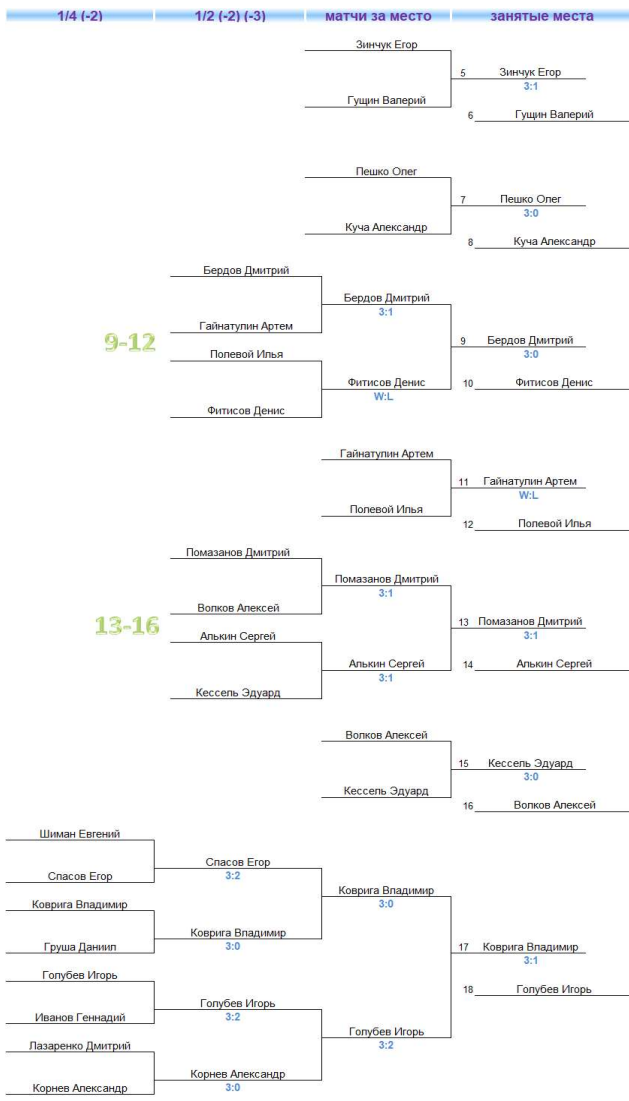 1/4 (-2) 1/2 (-2) (-3) матчи за место занятые места
Зинчук Егор
5 Зинчук Егор
3:1
Гущин Валерий
6 Гущин Валерий
Пешко Олег
7 Пешко Олег
3:0
Куча Александр
8 Куча Александр
Бердов Дмитрий
Бердов Дмитрий
3:1
Гайнатулин Артем
9-12
9 Бердов Дмитрий
3:0
Полевой Илья
Фитисов Денис
W:L
10 Фитисов Денис
Фитисов Денис
Гайнатулин Артем
11 Гайнатулин Артем
W:L
Полевой Илья
12 Полевой Илья
Помазанов Дмитрий
Помазанов Дмитрий
3:1
Волков Алексей
13-16
13 Помазанов Дмитрий
3:1
Алькин Сергей
Алькин Сергей
3:1
14 Алькин Сергей
Кессель Эдуард
Волков Алексей
15 Кессель Эдуард
3:0
Кессель Эдуард
16 Волков Алексей
Шиман Евгений
Спасов Егор
3:2
Спасов Егор
Коврига Владимир
3:0
Коврига Владимир
Коврига Владимир
3:0
Груша Даниил
17 Коврига Владимир
3:1
Голубев Игорь
18 Голубев Игорь
Голубев Игорь
3:2
Иванов Геннадий
Голубев Игорь
3:2
Лазаренко Дмитрий
Корнев Александр
3:0
Корнев Александр